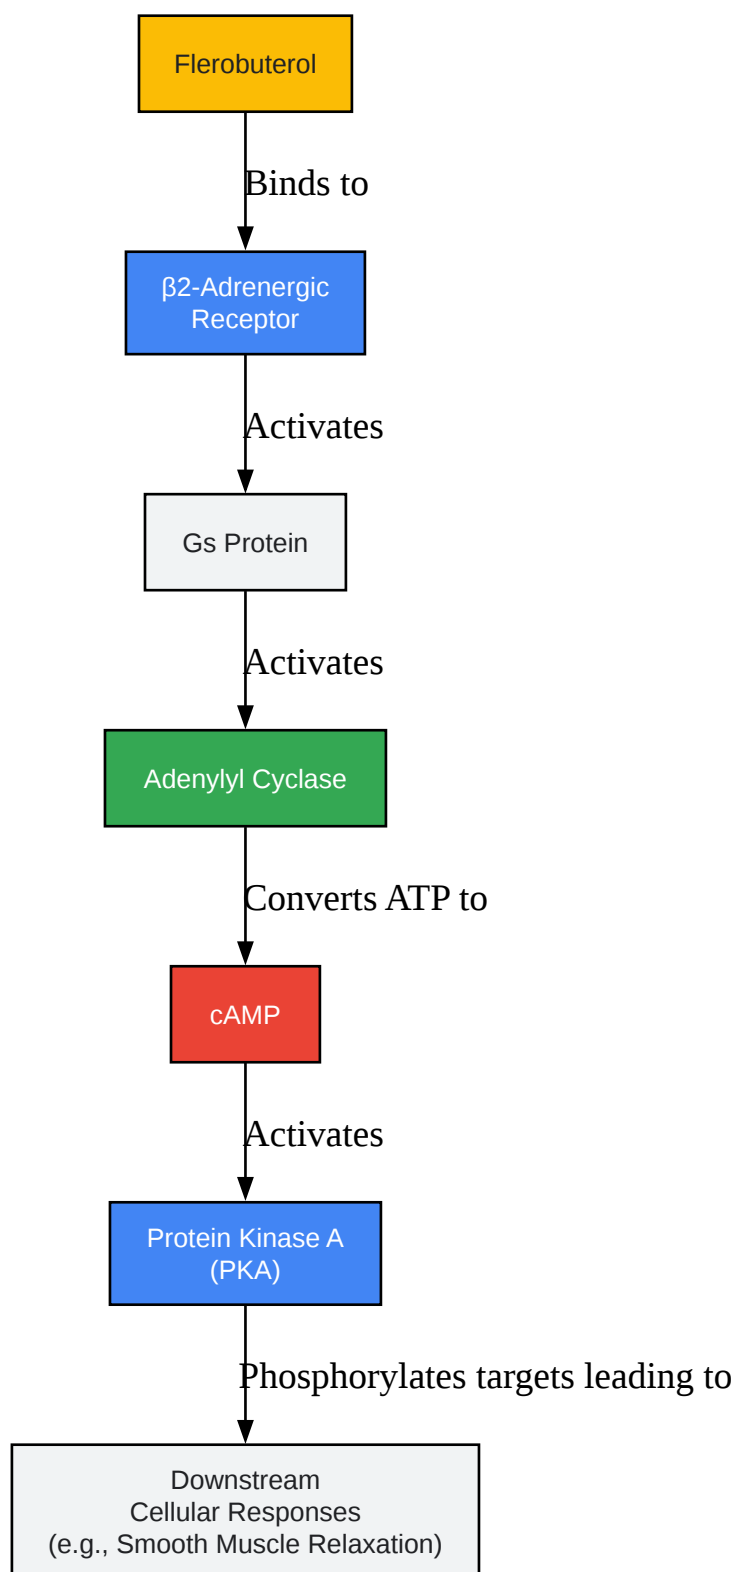 Flerobuterol
Binds to
β2-Adrenergic
Receptor
Activates
Gs Protein
Activates
Adenylyl Cyclase
Converts ATP to
cAMP
Activates
Protein Kinase A
(PKA)
Phosphorylates targets leading to
Downstream
Cellular Responses
(e.g., Smooth Muscle Relaxation)